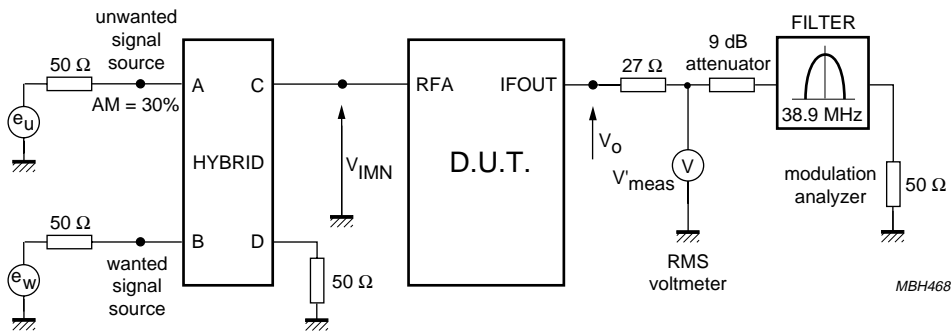 unwanted
signal
source
50 Ω
e_u
AM = 30%
A
C
HYBRID
B
D
50 Ω
e_w
wanted
signal
source
50 Ω
V_IMN
RFA
IFOUT
D.U.T.
V_o
27 Ω
V'meas
V
RMS
voltmeter
9 dB
attenuator
FILTER
38.9 MHz
modulation
analyzer
50 Ω
MBH468